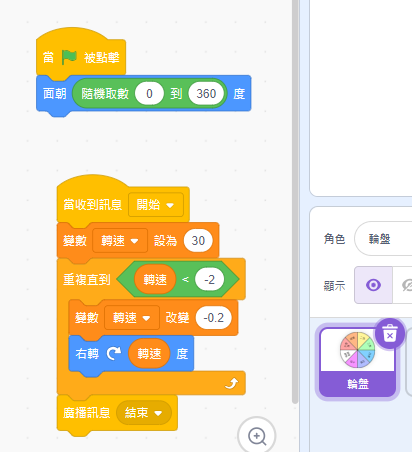 當 被點擊
面朝 隨機取數 0 到 360 度
當收到訊息 開始
變數 轉速 設為 30
重複直到 轉速 < -2
變數 轉速 改變 -0.2
右轉 轉速 度
廣播訊息 結束
角色 輪盤
顯示
輪盤